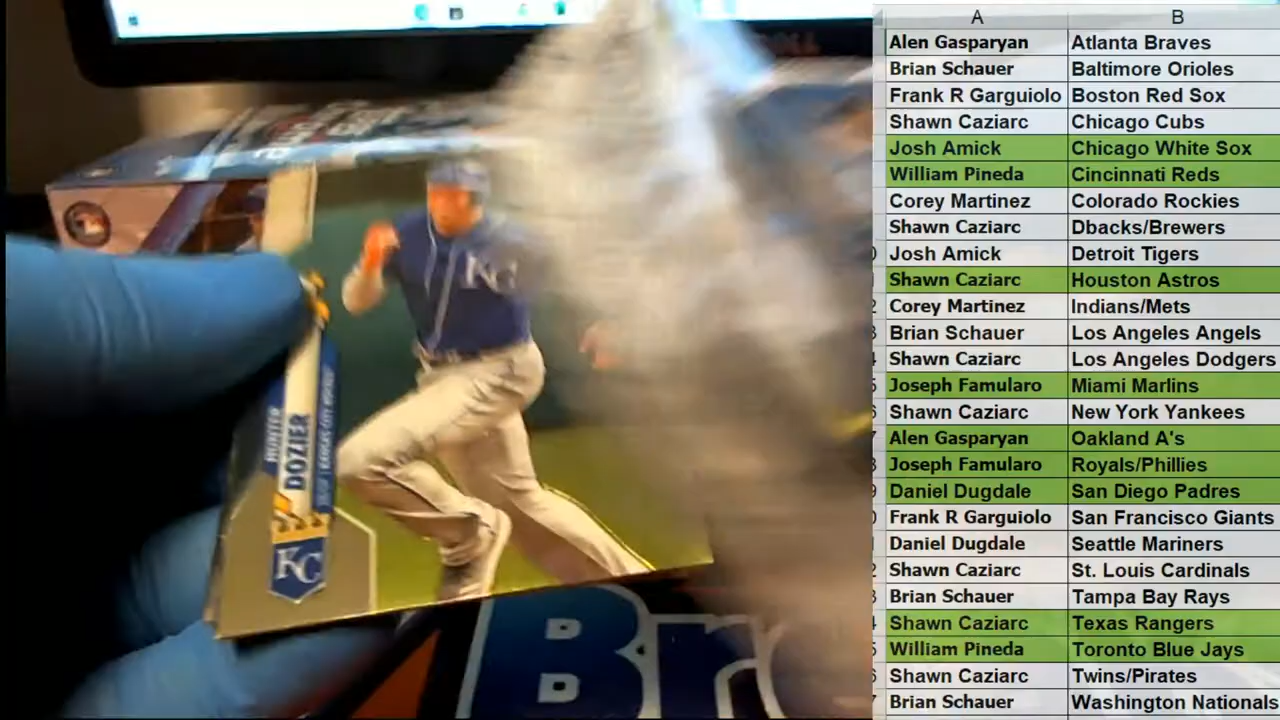 A B
Alen Gasparyan Atlanta Braves
Brian Schauer Baltimore Orioles
Frank R Garguiolo Boston Red Sox
Shawn Caziarc Chicago Cubs
Josh Amick Chicago White Sox
William Pineda Cincinnati Reds
Corey Martinez Colorado Rockies
Shawn Caziarc Dbacks/Brewers
Josh Amick Detroit Tigers
Shawn Caziarc Houston Astros
Corey Martinez Indians/Mets
Brian Schauer Los Angeles Angels
Shawn Caziarc Los Angeles Dodgers
Joseph Famularo Miami Marlins
Shawn Caziarc New York Yankees
Alen Gasparyan Oakland A's
Joseph Famularo Royals/Phillies
Daniel Dugdale San Diego Padres
Frank R Garguiolo San Francisco Giants
Daniel Dugdale Seattle Mariners
Shawn Caziarc St. Louis Cardinals
Brian Schauer Tampa Bay Rays
Shawn Caziarc Texas Rangers
William Pineda Toronto Blue Jays
Shawn Caziarc Twins/Pirates
Brian Schauer Washington Nationals
HUNTER
DOZIER
KANSAS CITY ROYALS
KC
KC
Br